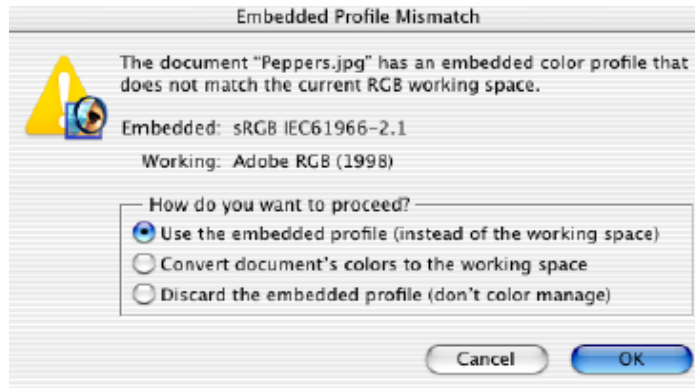 Embedded Profile Mismatch
The document “Peppers.jpg” has an embedded color profile that
does not match the current RGB working space.
Embedded: sRGB IEC61966-2.1
Working: Adobe RGB (1998)
How do you want to proceed?
Use the embedded profile (instead of the working space)
Convert document's colors to the working space
Discard the embedded profile (don't color manage)
Cancel OK